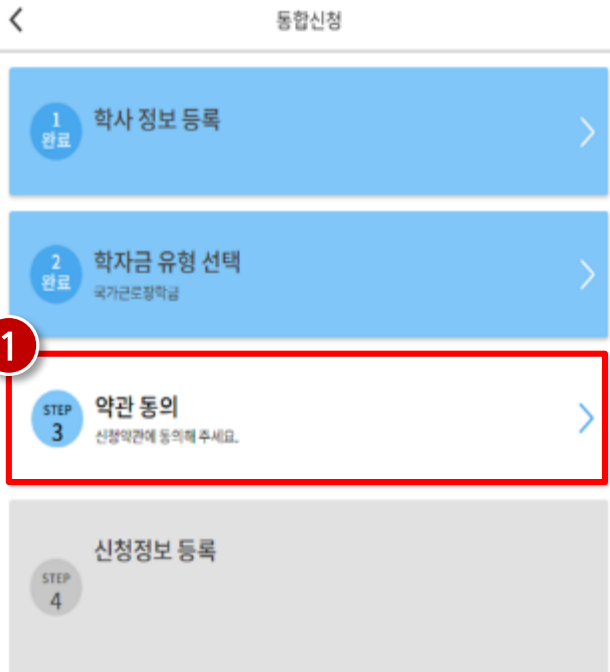 통합신청
1
완료
학사 정보 등록
2
완료
학자금 유형 선택
국가근로장학금
1
STEP
3
약관 동의
신청약관에 동의해 주세요.
신청정보 등록
STEP
4